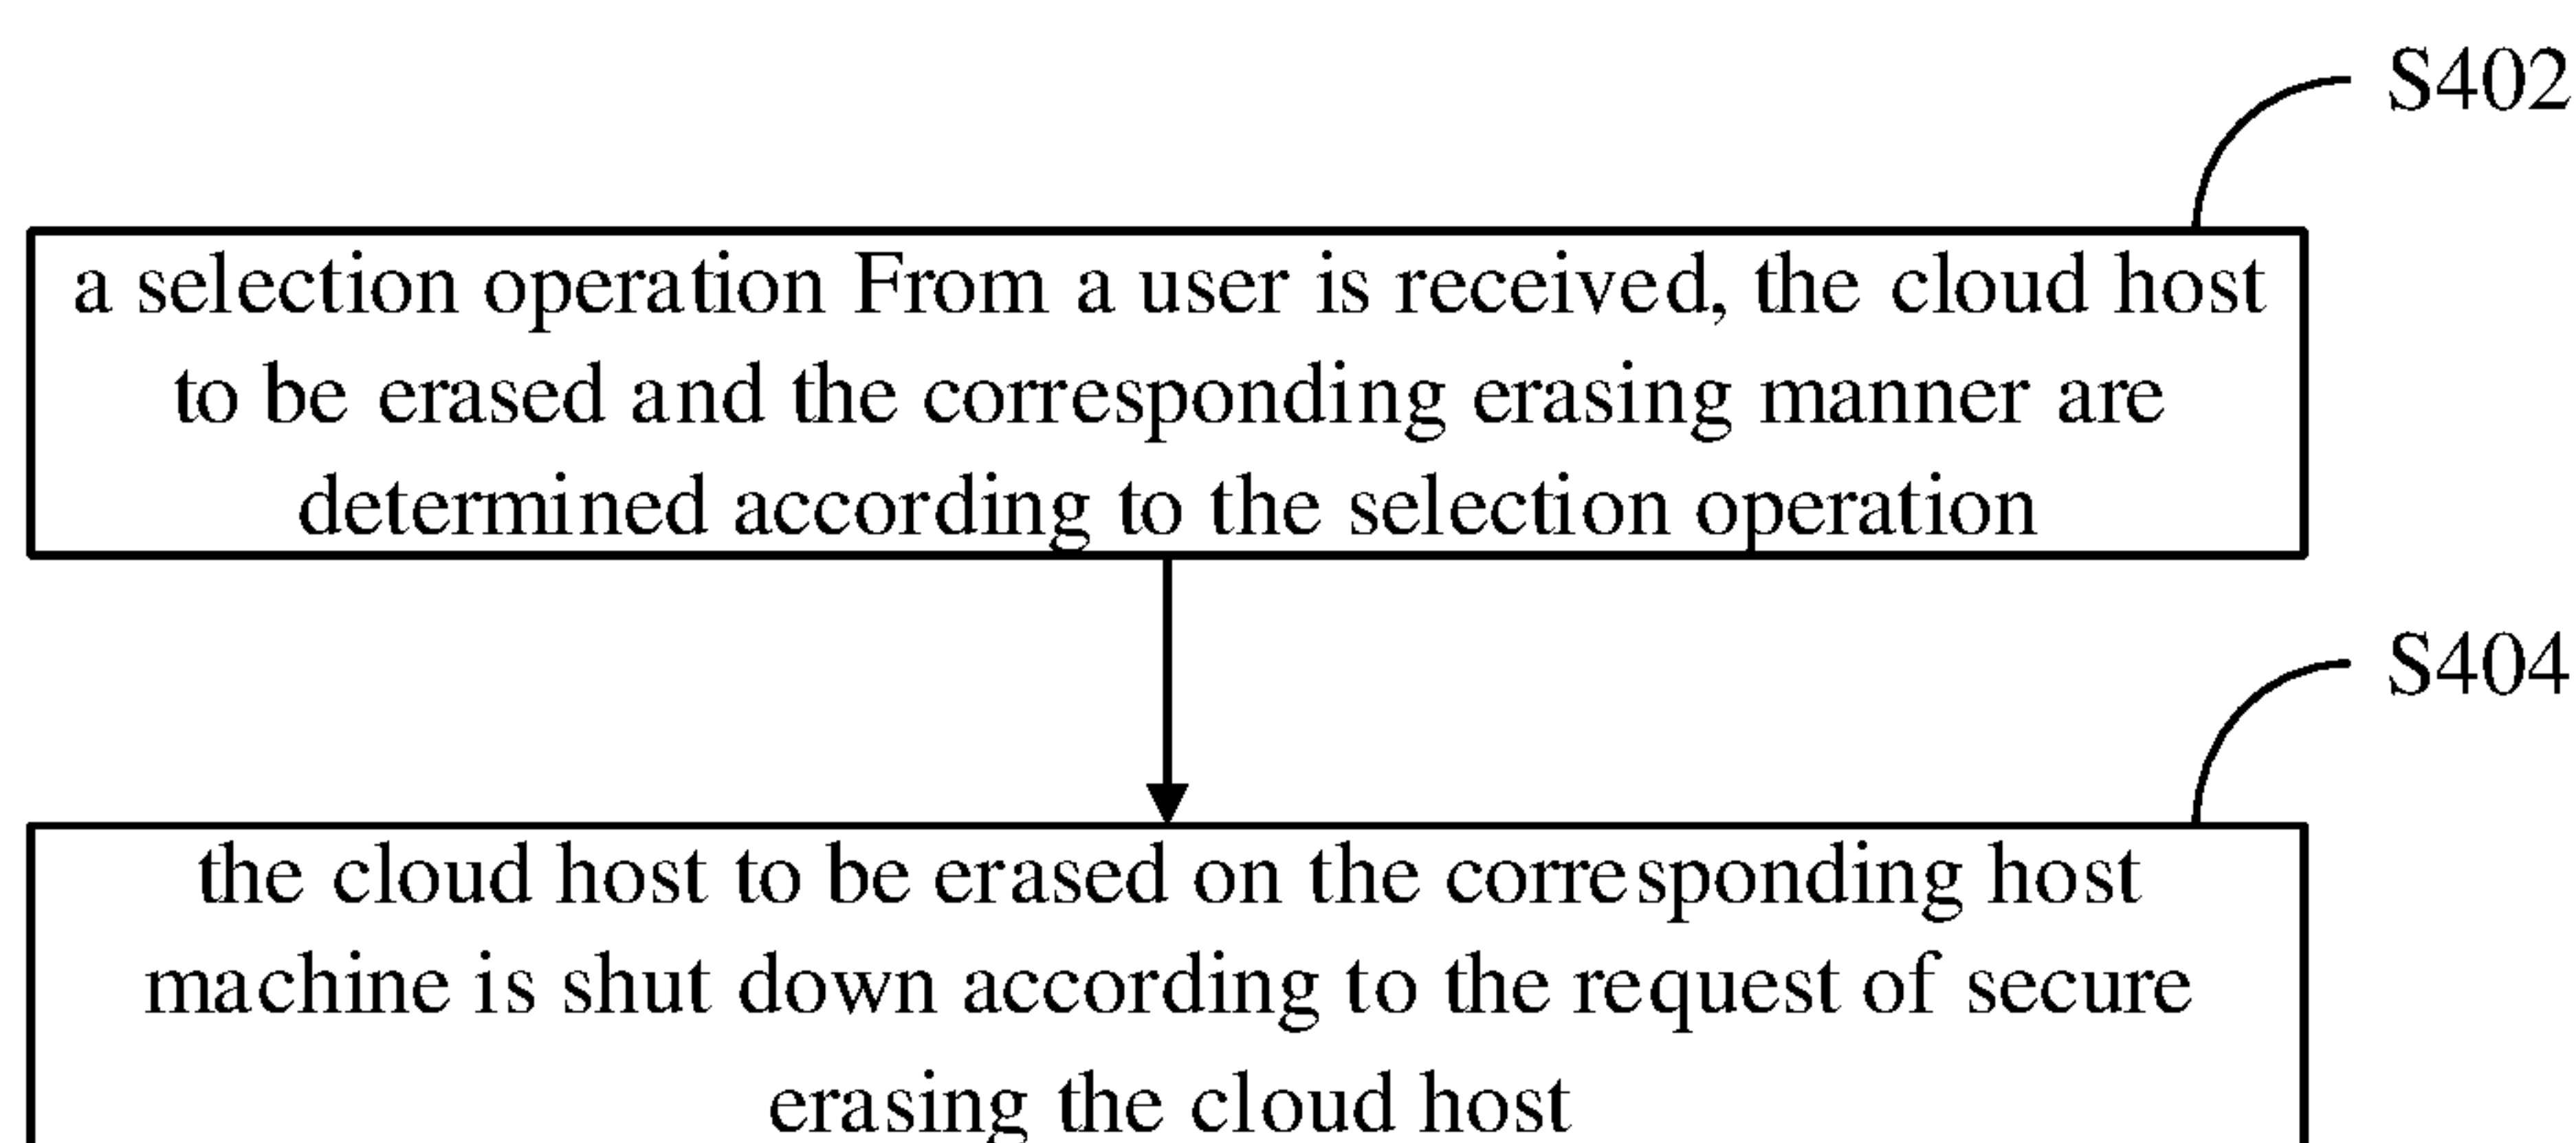 S402
a selection operation From a user is received, the cloud host
to be erased and the corresponding erasing manner are
determined according to the selection operation
S404
the cloud host to be erased on the corresponding host
machine is shut down according to the request of secure
erasing the cloud host